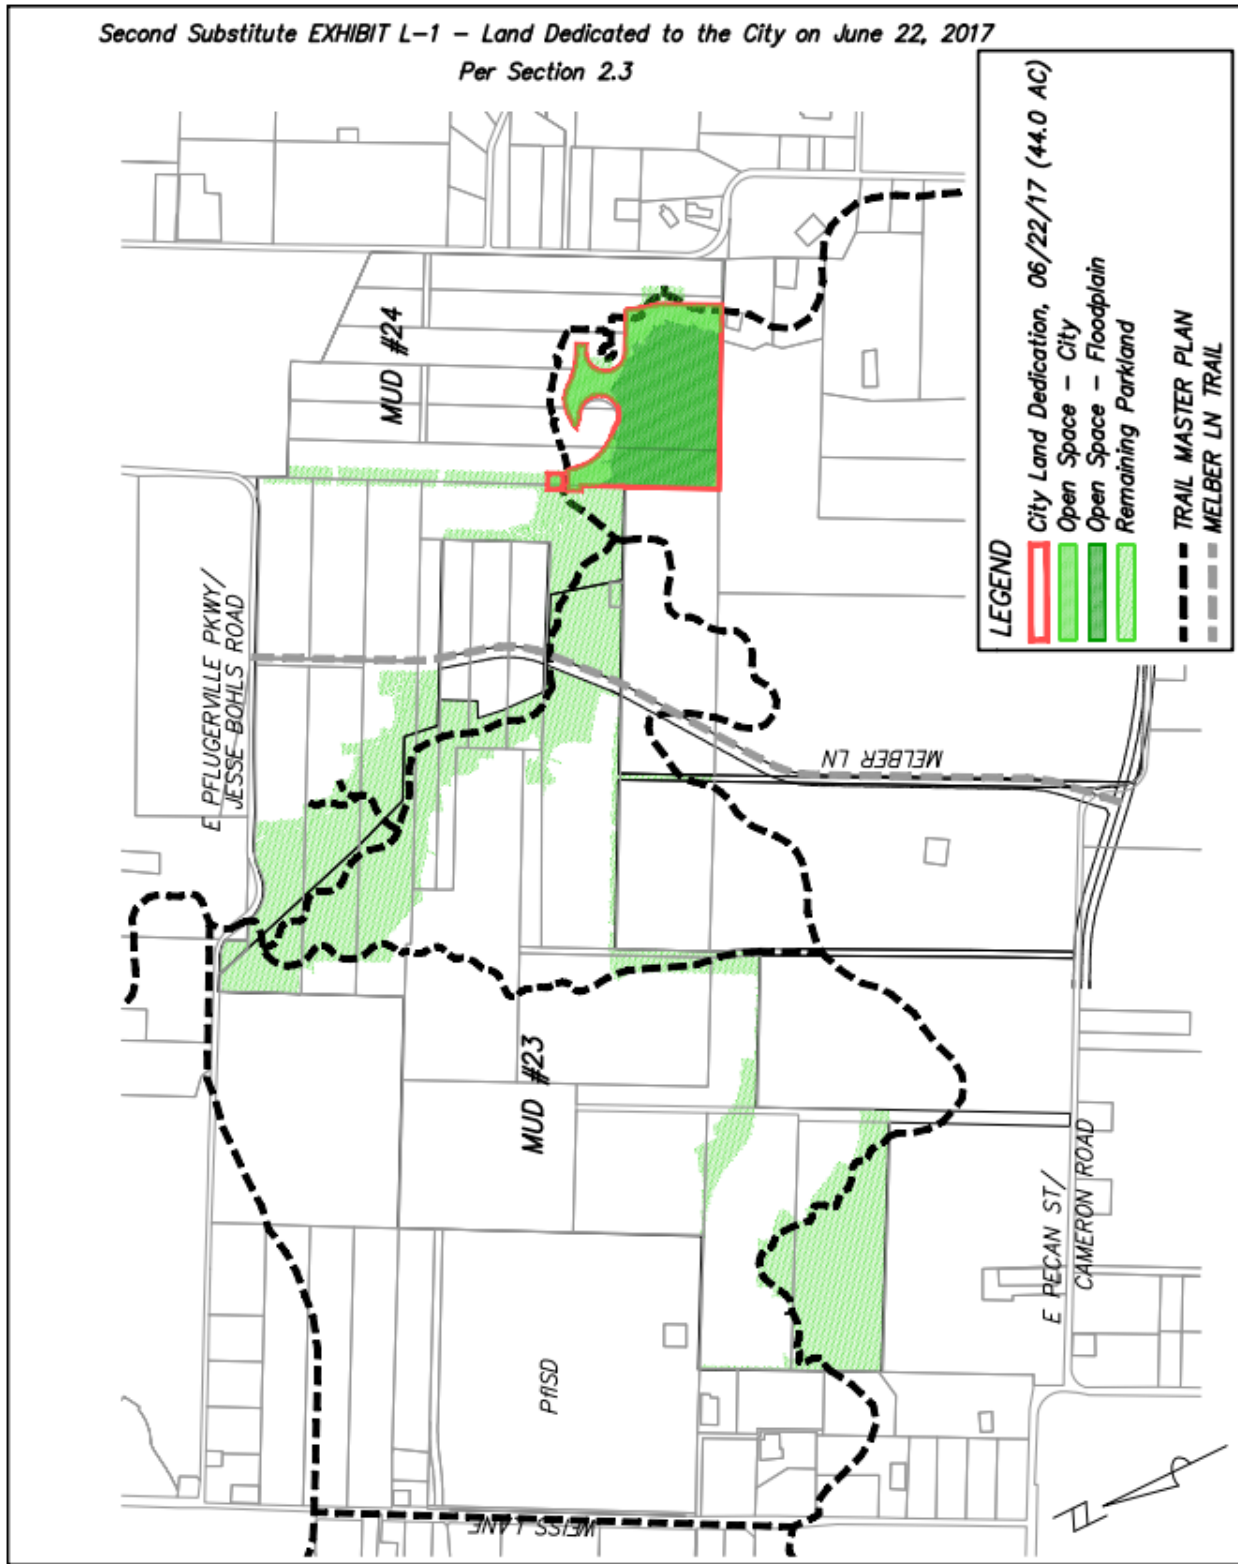 Second Substitute EXHIBIT L-1 - Land Dedicated to the City on June 22, 2017
Per Section 2.3
LEGEND
City Land Dedication, 06/22/17 (44.0 AC)
Open Space - City
Open Space - Floodplain
Remaining Parkland
TRAIL MASTER PLAN
MELBER LN TRAIL
MUD #24
E PFLUGERVILLE PKWY/
JESSE BOHLS ROAD
MELBER LN
MUD #23
E PECAN ST/
CAMERON ROAD
PfISD
WEISS LANE
N